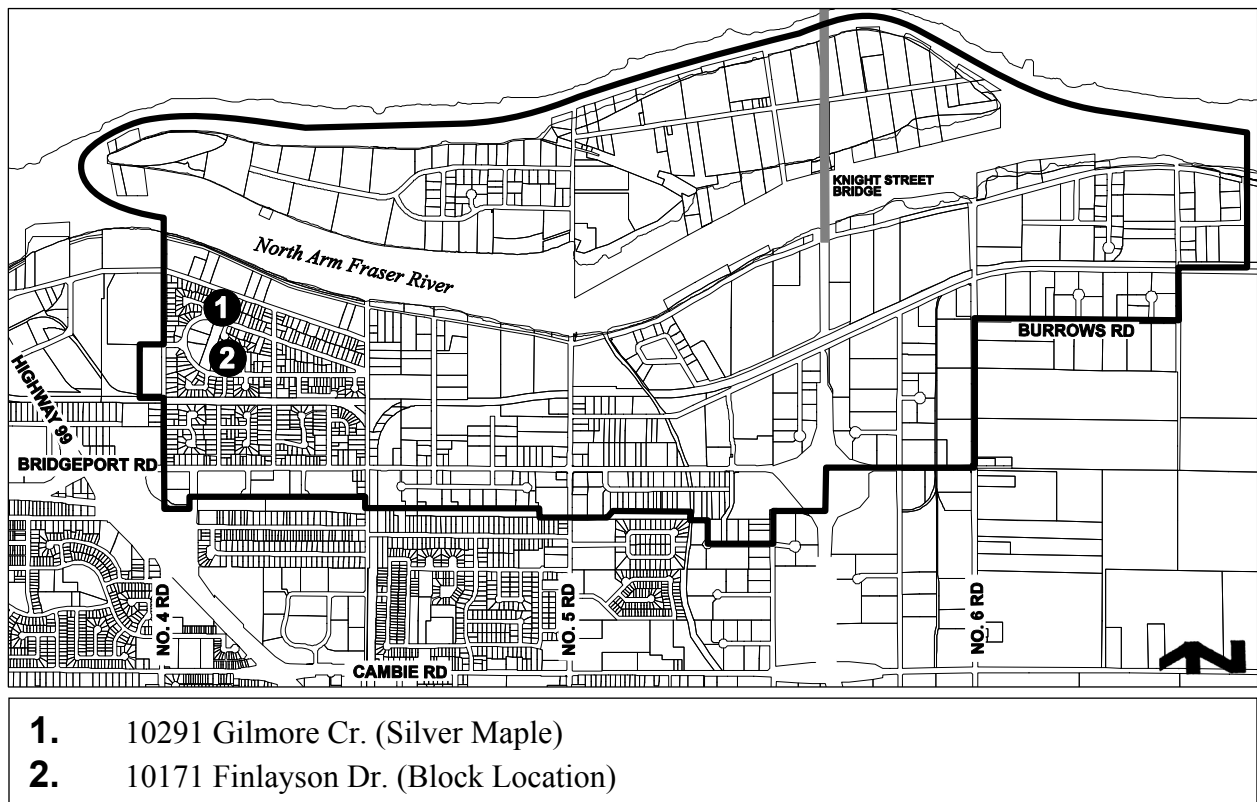 KNIGHT STREET
BRIDGE
North Arm Fraser River
1
2
BURROWS RD
HIGHWAY 99
BRIDGEPORT RD
NO. 4 RD
NO. 5 RD
NO. 6 RD
CAMBIE RD
1. 10291 Gilmore Cr. (Silver Maple)
2. 10171 Finlayson Dr. (Block Location)